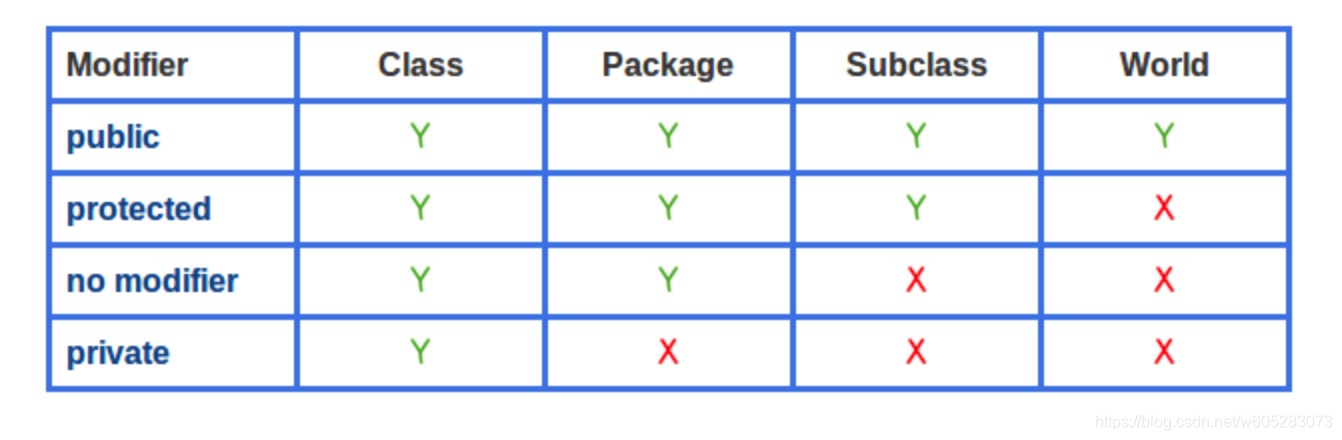 Modifier Class Package Subclass World
public Y Y Y Y
protected Y Y Y X
no modifier Y Y X X
private Y X X X
https://blog.csdn.net/w605283073